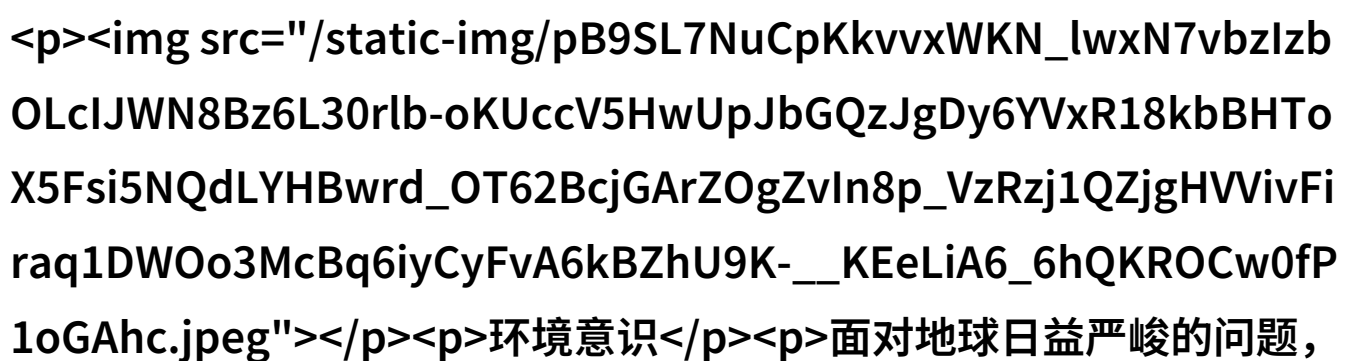 <p><img src="/static-img/pB9SL7NuCpKkvvxWKN_lwxN7vbzIzb
OLcIJWN8Bz6L30rlb-oKUccV5HwUpJbGQzJgDy6YVxR18kbBHTo
X5Fsi5NQdLYHBwrd_OT62BcjGArZOgZvIn8p_VzRzj1QZjgHVVivFi
raq1DWOo3McBq6iyCyFvA6kBZhU9K-__KEeLiA6_6hQKROCw0fP
1oGAhc.jpeg"></p><p>环境意识</p><p>面对地球日益严峻的问题，